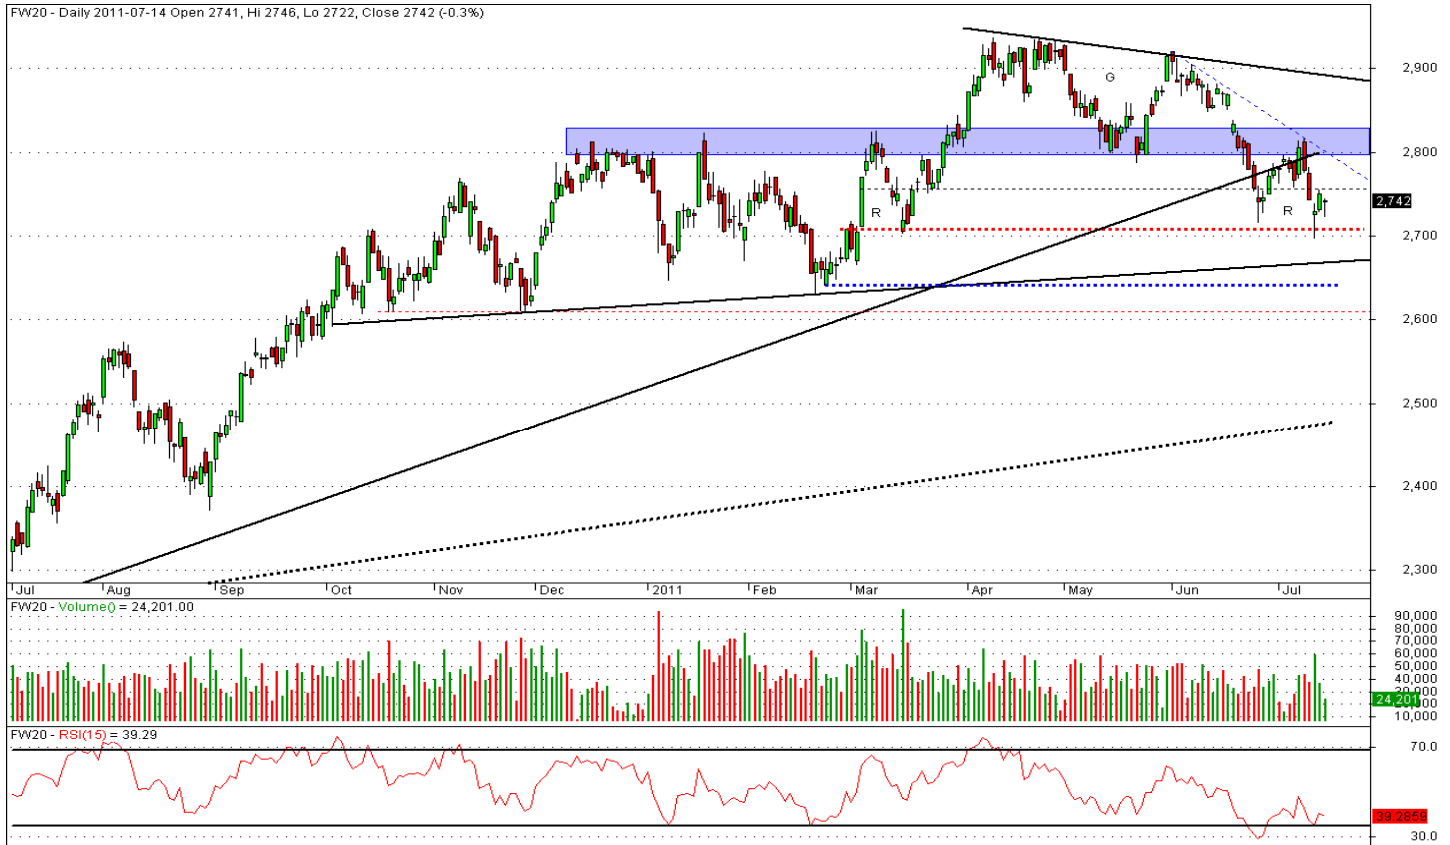 FW20 - Daily 2011-07-14 Open 2741, Hi 2746, Lo 2722, Close 2742 (-0.3%)
2,900
G
2,800
2,742
R
R
2,700
2,600
2,500
2,400
2,300
Jul Aug Sep Oct Nov Dec 2011 Feb Mar Apr May Jun Jul
FW20 - Volume() = 24,201.00
90,000
80,000
70,000
60,000
50,000
40,000
30,000
24,201
10,000
FW20 - RSI(15) = 39.29
70.0
39.2859
30.0